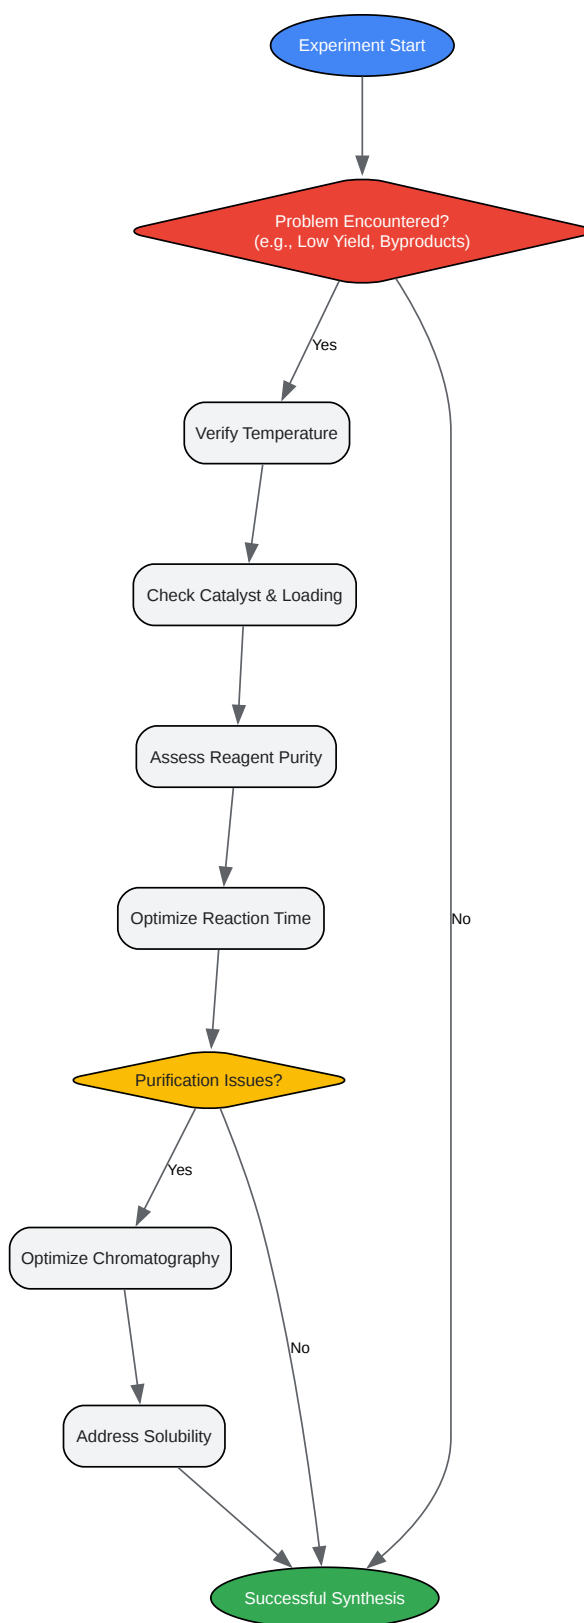 Experiment Start
Problem Encountered?
(e.g., Low Yield, Byproducts)
Yes
Verify Temperature
Check Catalyst & Loading
Assess Reagent Purity
Optimize Reaction Time
No
Purification Issues?
Yes
Optimize Chromatography
No
Address Solubility
Successful Synthesis